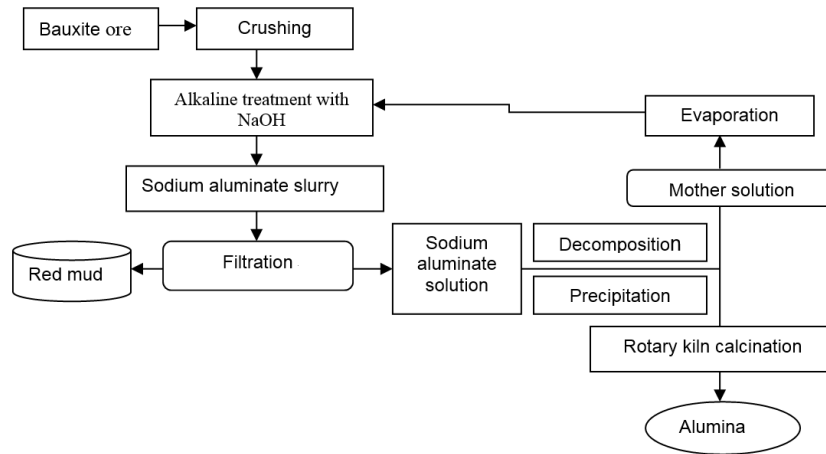 Bauxite ore
Crushing
Alkaline treatment with
NaOH
Evaporation
Sodium aluminate slurry
Mother solution
Red mud
Filtration
Sodium
aluminate
solution
Decomposition
Precipitation
Rotary kiln calcination
Alumina